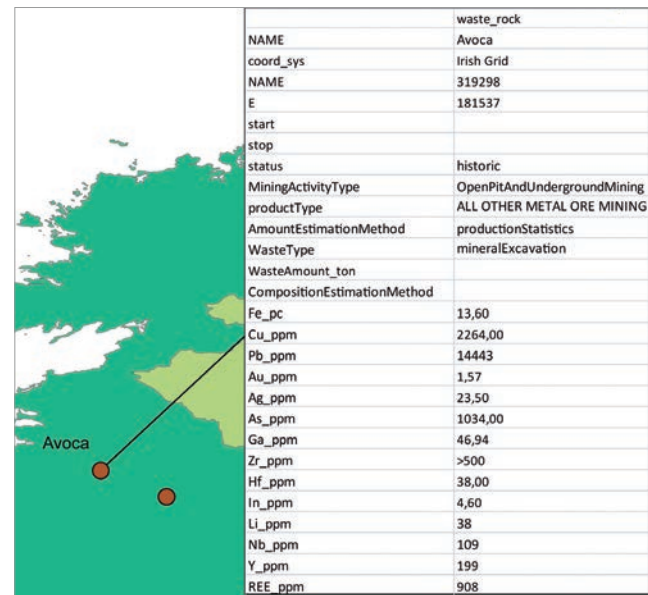 waste_rock
NAME Avoca
coord_sys Irish Grid
NAME 319298
E 181537
start
stop
status historic
MiningActivityType OpenPitAndUndergroundMining
productType ALL OTHER METAL ORE MINING
AmountEstimationMethod productionStatistics
WasteType mineralExcavation
WasteAmount_ton
CompositionEstimationMethod
Fe_pc 13,60
Cu_ppm 2264,00
Pb_ppm 14443
Au_ppm 1,57
Ag_ppm 23,50
As_ppm 1034,00
Ga_ppm 46,94
Zr_ppm >500
Hf_ppm 38,00
In_ppm 4,60
Li_ppm 38
Nb_ppm 109
Y_ppm 199
REE_ppm 908
Avoca